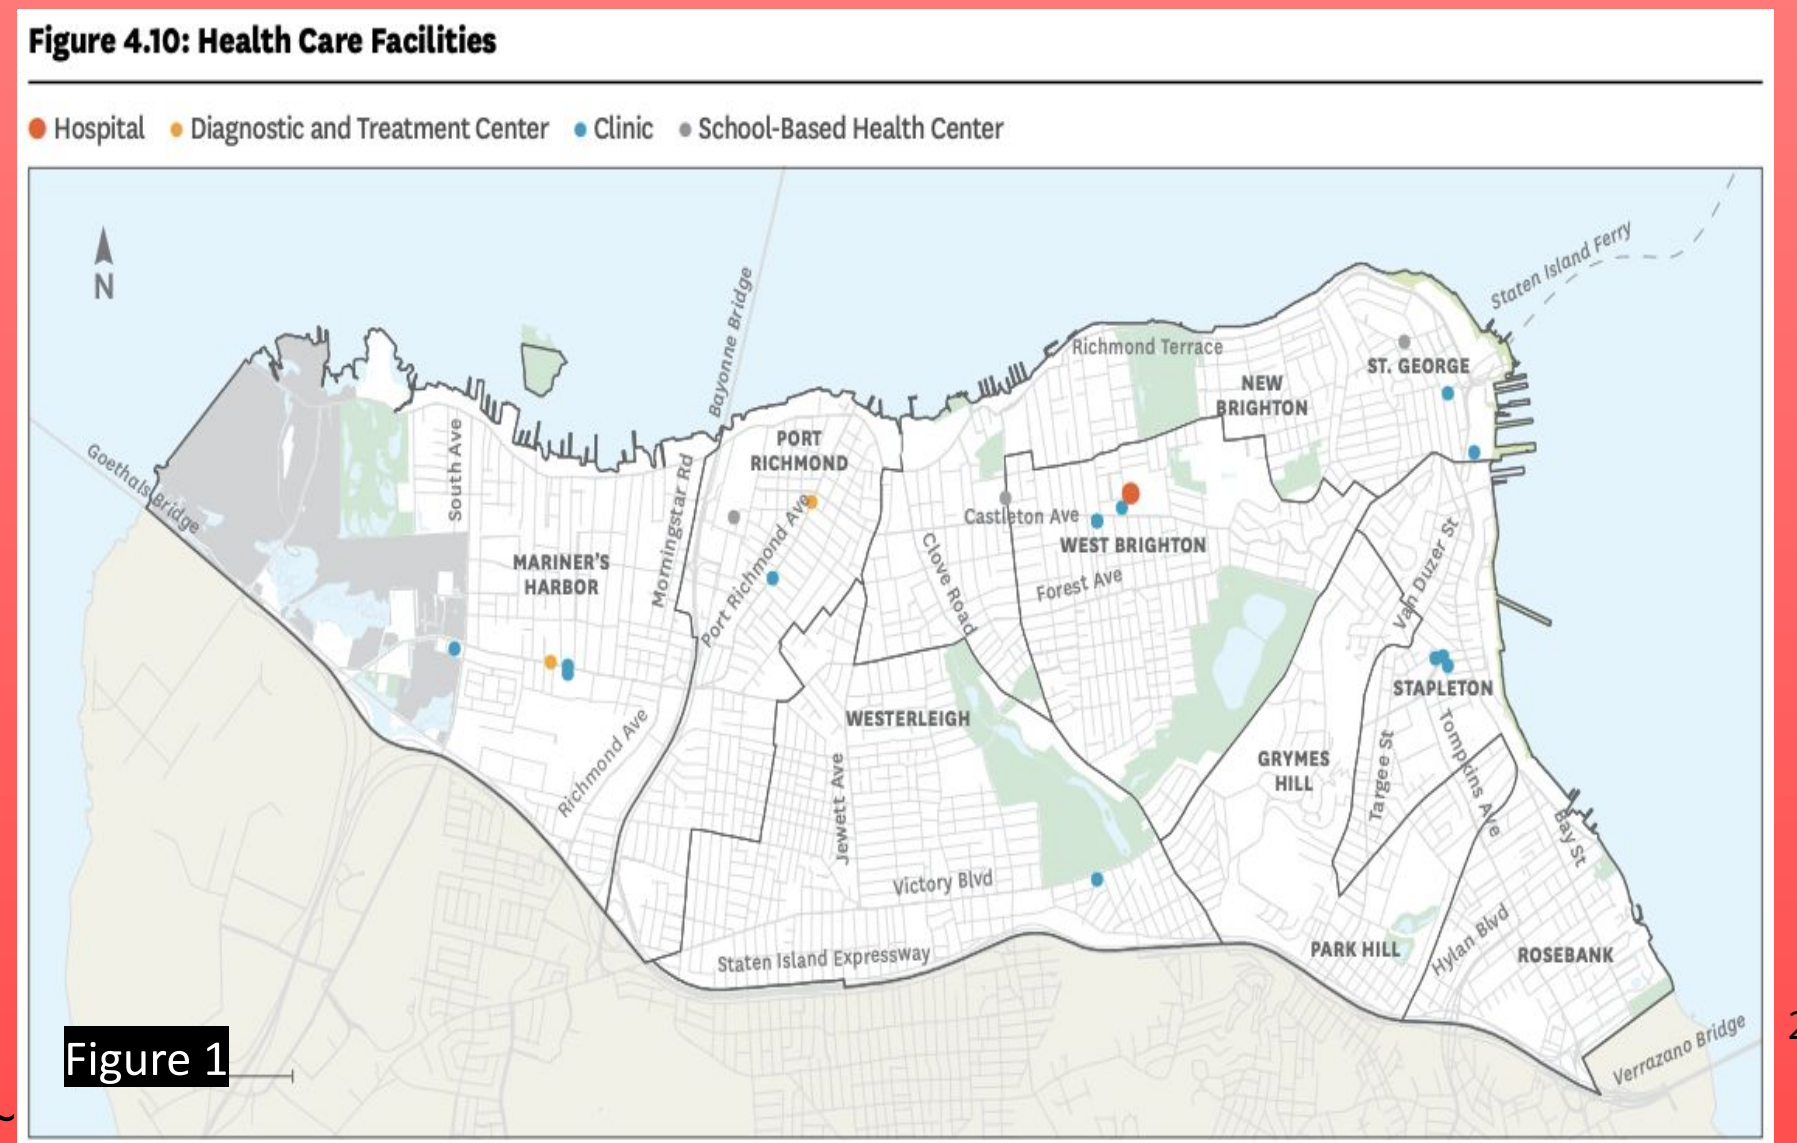 Figure 4.10: Health Care Facilities
Hospital Diagnostic and Treatment Center Clinic School-Based Health Center
N
Staten Island Ferry
Bayonne Bridge
Richmond Terrace
ST. GEORGE
NEW
BRIGHTON
Goethals Bridge
South Ave
PORT
RICHMOND
Morningstar Rd
Port Richmond Ave
Castleton Ave
WEST BRIGHTON
Clove Road
Forest Ave
Van Duzer St
MARINER'S
HARBOR
STAPLETON
WESTERLEIGH
Richmond Ave
Jewett Ave
GRYMES
HILL
Targee St
Tompkins Ave
Bay St
Victory Blvd
Staten Island Expressway
PARK HILL
Hylan Blvd
ROSEBANK
Verrazano Bridge
Figure 1